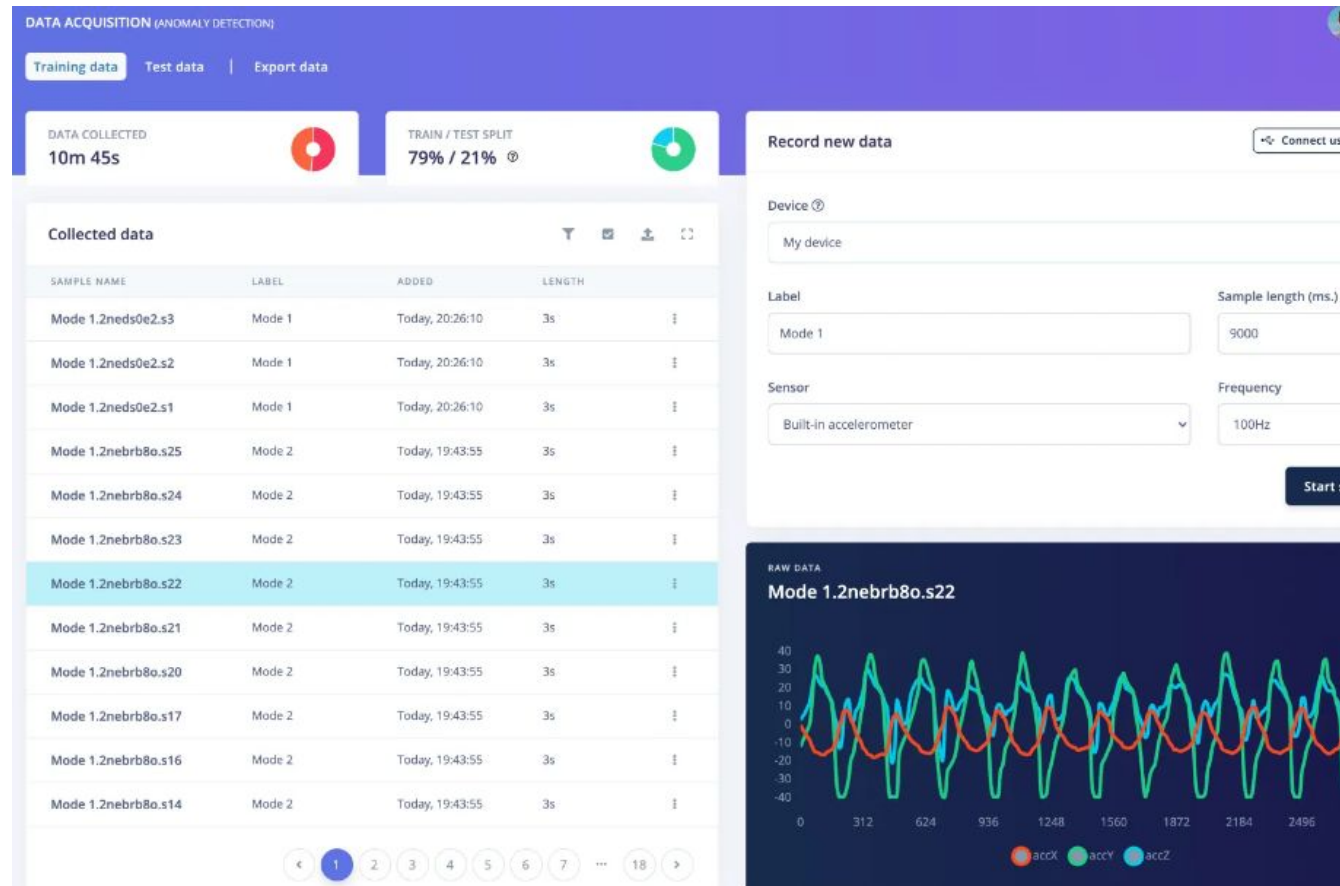 DATA ACQUISITION (ANOMALY DETECTION)
Training data Test data | Export data
DATA COLLECTED
10m 45s
TRAIN / TEST SPLIT
79% / 21%
Collected data
SAMPLE NAME LABEL ADDED LENGTH
Mode 1.2neds0e2.s3 Mode 1 Today, 20:26:10 3s
Mode 1.2neds0e2.s2 Mode 1 Today, 20:26:10 3s
Mode 1.2neds0e2.s1 Mode 1 Today, 20:26:10 3s
Mode 1.2nebrb8o.s25 Mode 2 Today, 19:43:55 3s
Mode 1.2nebrb8o.s24 Mode 2 Today, 19:43:55 3s
Mode 1.2nebrb8o.s23 Mode 2 Today, 19:43:55 3s
Mode 1.2nebrb8o.s22 Mode 2 Today, 19:43:55 3s
Mode 1.2nebrb8o.s21 Mode 2 Today, 19:43:55 3s
Mode 1.2nebrb8o.s20 Mode 2 Today, 19:43:55 3s
Mode 1.2nebrb8o.s17 Mode 2 Today, 19:43:55 3s
Mode 1.2nebrb8o.s16 Mode 2 Today, 19:43:55 3s
Mode 1.2nebrb8o.s14 Mode 2 Today, 19:43:55 3s
< 1 2 3 4 5 6 7 ... 18 >
Record new data
Connect us
Device
My device
Label Sample length (ms.)
Mode 1 9000
Sensor Frequency
Built-in accelerometer 100Hz
Start
RAW DATA
Mode 1.2nebrb8o.s22
40
30
20
10
0
-10
-20
-30
-40
0 312 624 936 1248 1560 1872 2184 2496
accX accY accZ